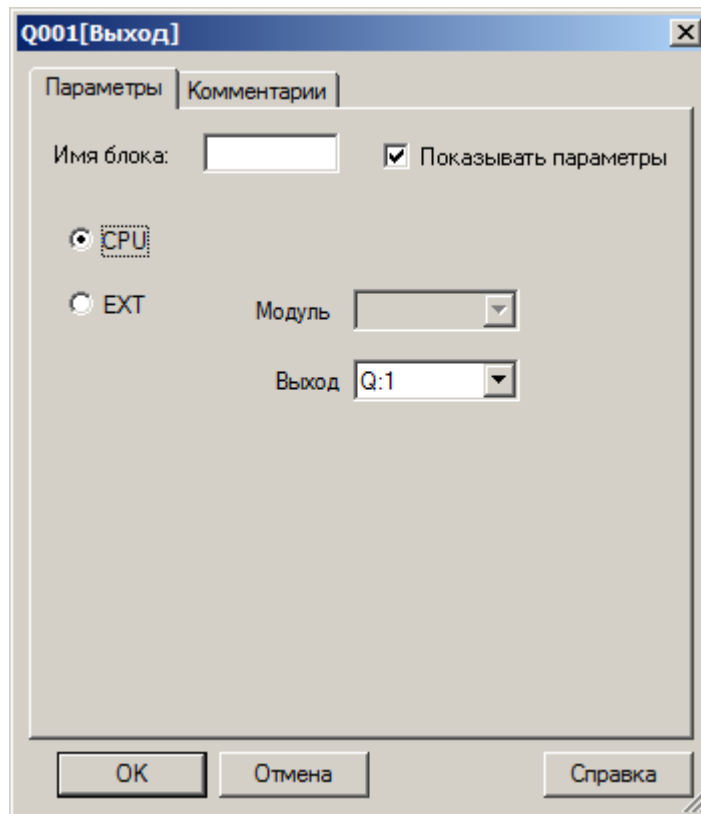 Q001[Выход]
Параметры Комментарии
Имя блока: Показывать параметры
CPU
EXT Модуль
Выход Q:1
OK Отмена Справка